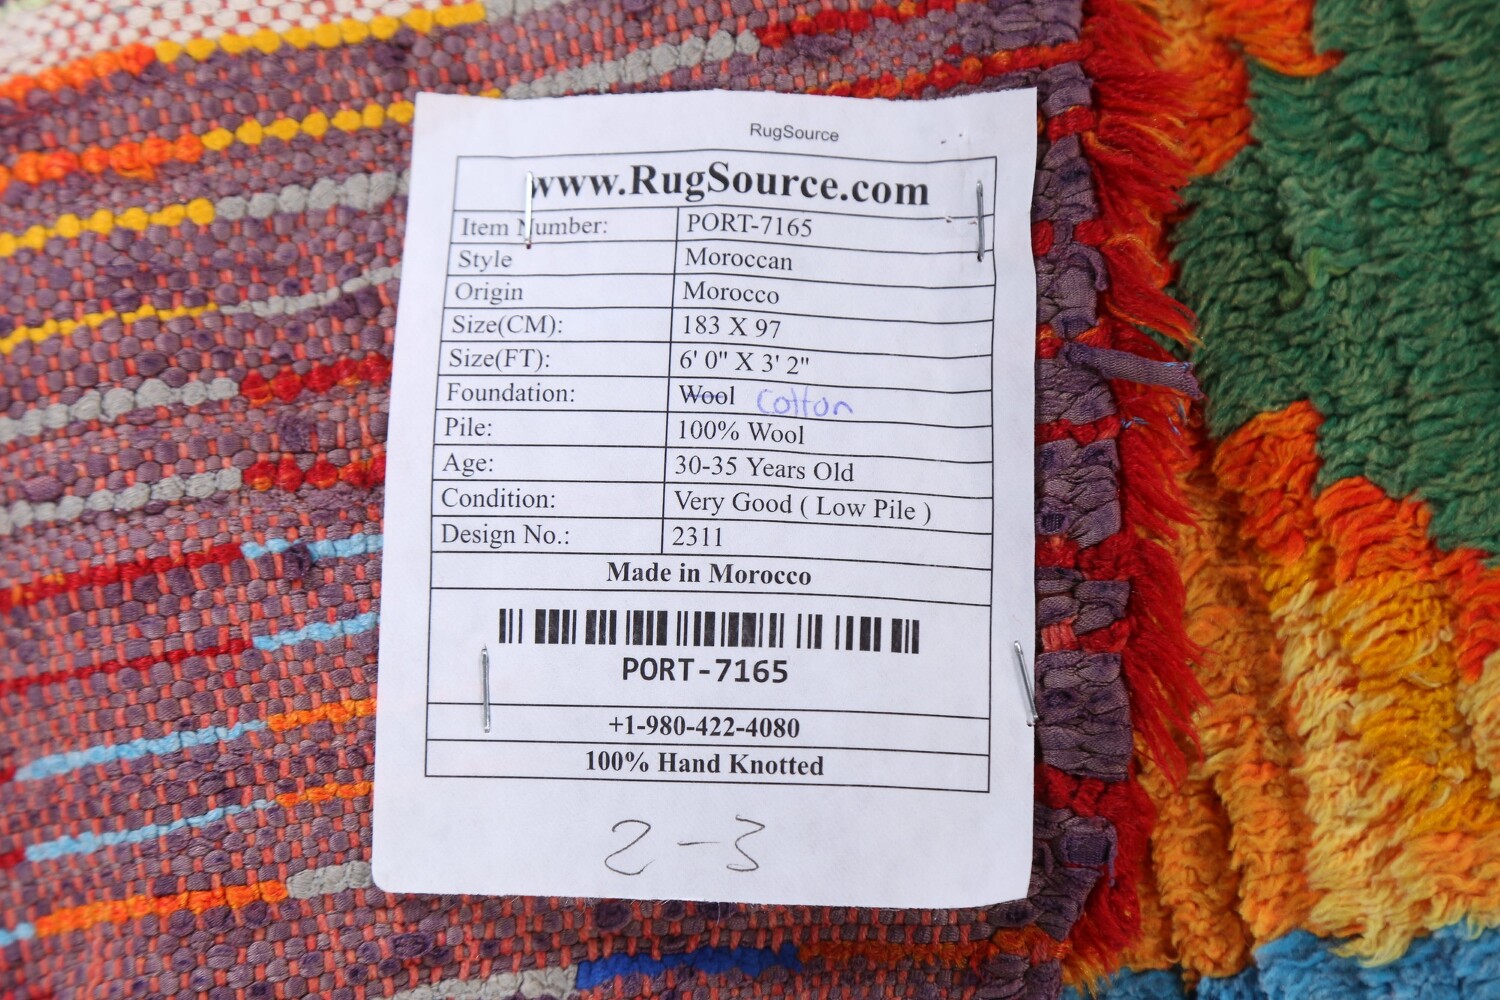 RugSource
www.RugSource.com
Item Number: PORT-7165
Style Moroccan
Origin Morocco
Size(CM): 183 X 97
Size(FT): 6' 0" X 3' 2"
Foundation: Wool Cotton
Pile: 100% Wool
Age: 30-35 Years Old
Condition: Very Good ( Low Pile )
Design No.: 2311
Made in Morocco
PORT-7165
+1-980-422-4080
100% Hand Knotted
2-3